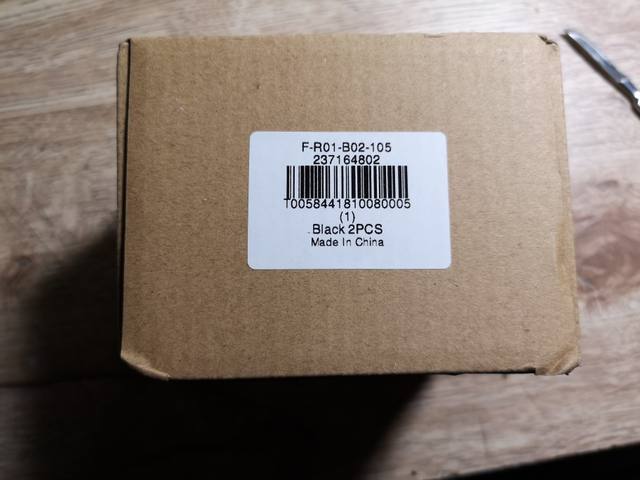 F-R01-B02-105
237164802
T0058441810080005
(1)
Black 2PCS
Made In China